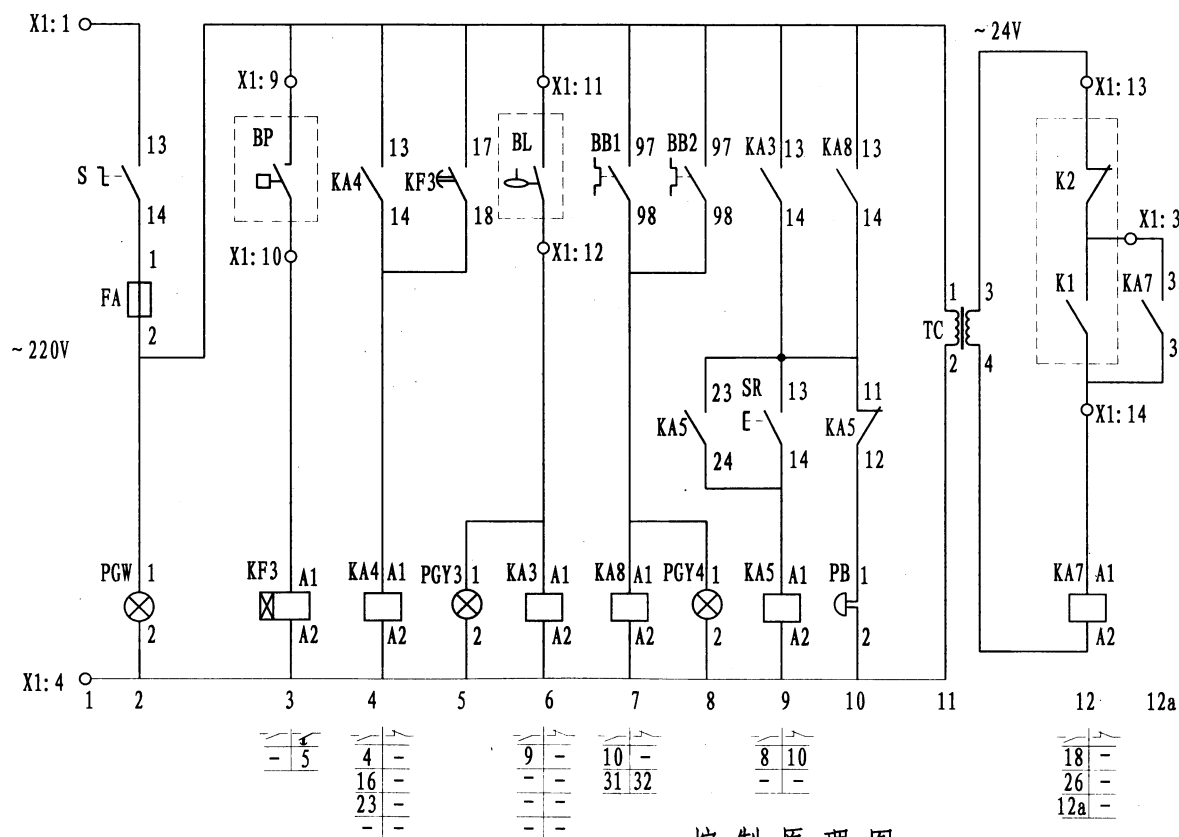 X1:1
~24V
X1:9 X1:11 X1:13
BP BL
13 13 17 BB1 97 BB2 97 KA3 13 KA8 13
S KA4 KF3 K2
14 14 18 98 98 14 14
X1:3
X1:10 X1:12
1 1 3 K1 KA7 3
FA TC
2 2 4 3
~220V
23 SR 13 11 X1:14
KA5 KA5
24 14 12
PGW 1 KF3 A1 KA4 A1 PGY3 1 KA3 A1 KA8 A1 PGY4 1 KA5 A1 PB 1 KA7 A1
2 A2 A2 2 A2 A2 2 A2 2 A2
X1:4
1 2 3 4 5 6 7 8 9 10 11 12 12a
- 5 4 - 9 - 10 - 8 10 18 -
16 - - - 31 32 - - 26 -
23 - - - 12a -
- - - -